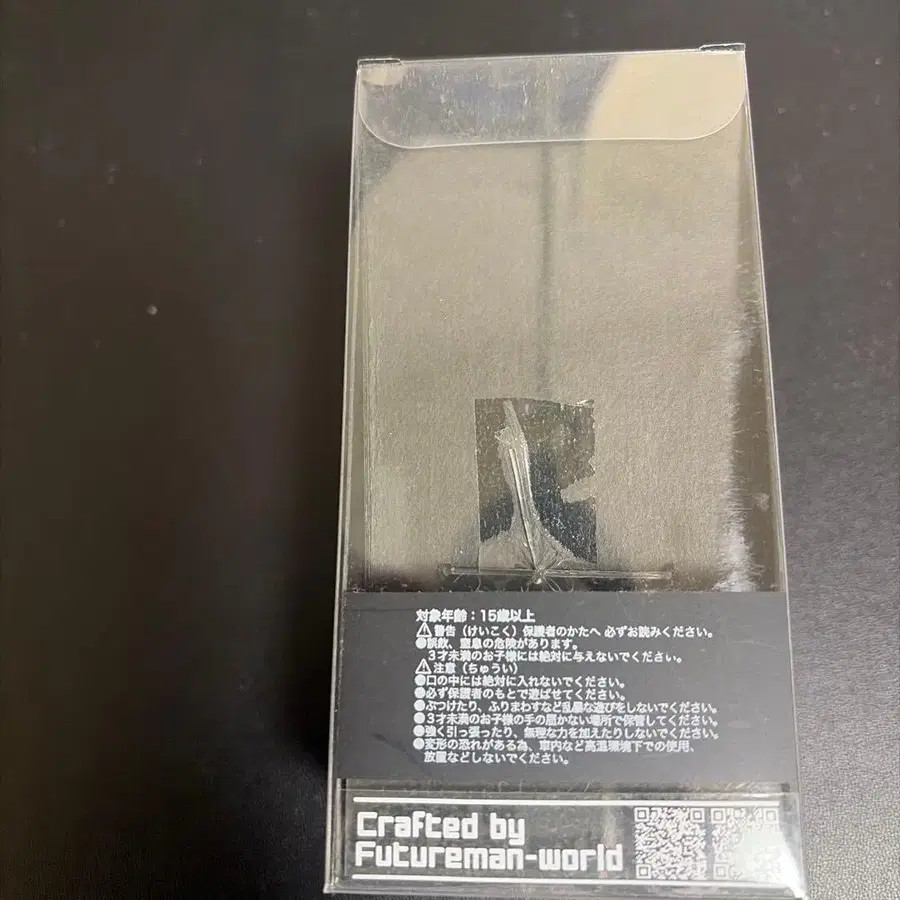 対象年齢：15歳以上
⚠警告（けいこく）保護者のかたへ 必ずお読みください。
●誤飲、窒息の危険があります。
3才未満のお子様には絶対に与えないでください。
⚠注意（ちゅうい）
●口の中には絶対に入れないでください。
●必ず保護者のもとで遊ばせてください。
●ぶつけたり、ふりまわすなど乱暴な遊びをしないでください。
●3才未満のお子様の手の届かない場所で保管してください。
●強く引っ張ったり、無理な力を加えたりしないでください。
●変形の恐れがある為、車内など高温環境下での使用、
放置などしないでください。
Crafted by
Futureman-world